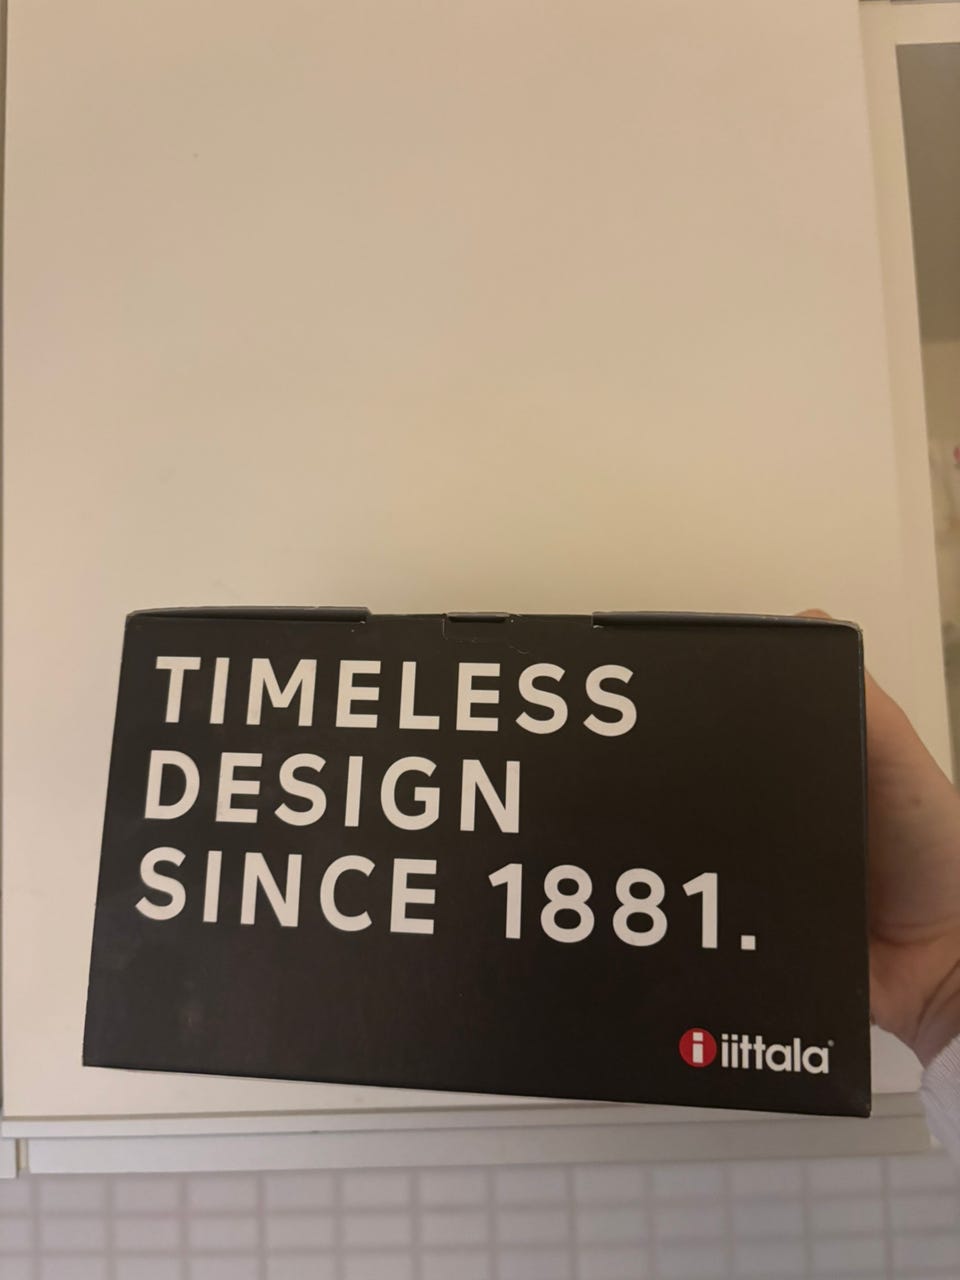 TIMELESS
DESIGN
SINCE 1881.
i iittala®